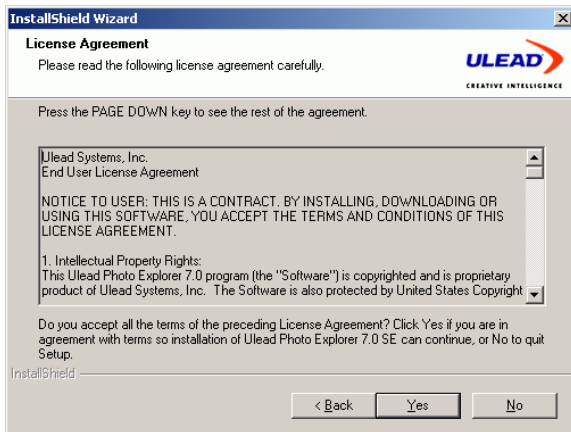 InstallShield Wizard
License Agreement
Please read the following license agreement carefully.
ULEAD
CREATIVE INTELLIGENCE
Press the PAGE DOWN key to see the rest of the agreement.
Ulead Systems, Inc.
End User License Agreement
NOTICE TO USER: THIS IS A CONTRACT. BY INSTALLING, DOWNLOADING OR
USING THIS SOFTWARE, YOU ACCEPT THE TERMS AND CONDITIONS OF THIS
LICENSE AGREEMENT.
1. Intellectual Property Rights:
This Ulead Photo Explorer 7.0 program (the "Software") is copyrighted and is proprietary
product of Ulead Systems, Inc.  The Software is also protected by United States Copyright
Do you accept all the terms of the preceding License Agreement? Click Yes if you are in
agreement with terms so installation of Ulead Photo Explorer 7.0 SE can continue, or No to quit
Setup.
InstallShield
< Back
Yes
No